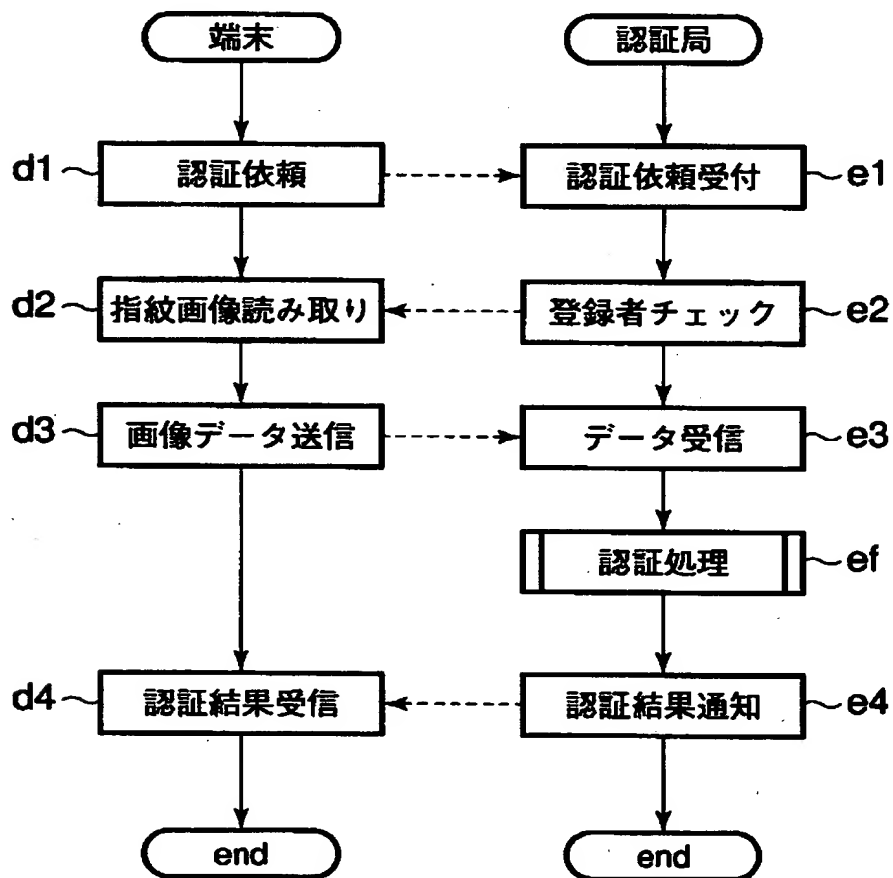 端末
認証局
d1
認証依頼
認証依頼受付
e1
d2
指紋画像読み取り
登録者チェック
e2
d3
画像データ送信
データ受信
e3
認証処理
ef
d4
認証結果受信
認証結果通知
e4
end
end